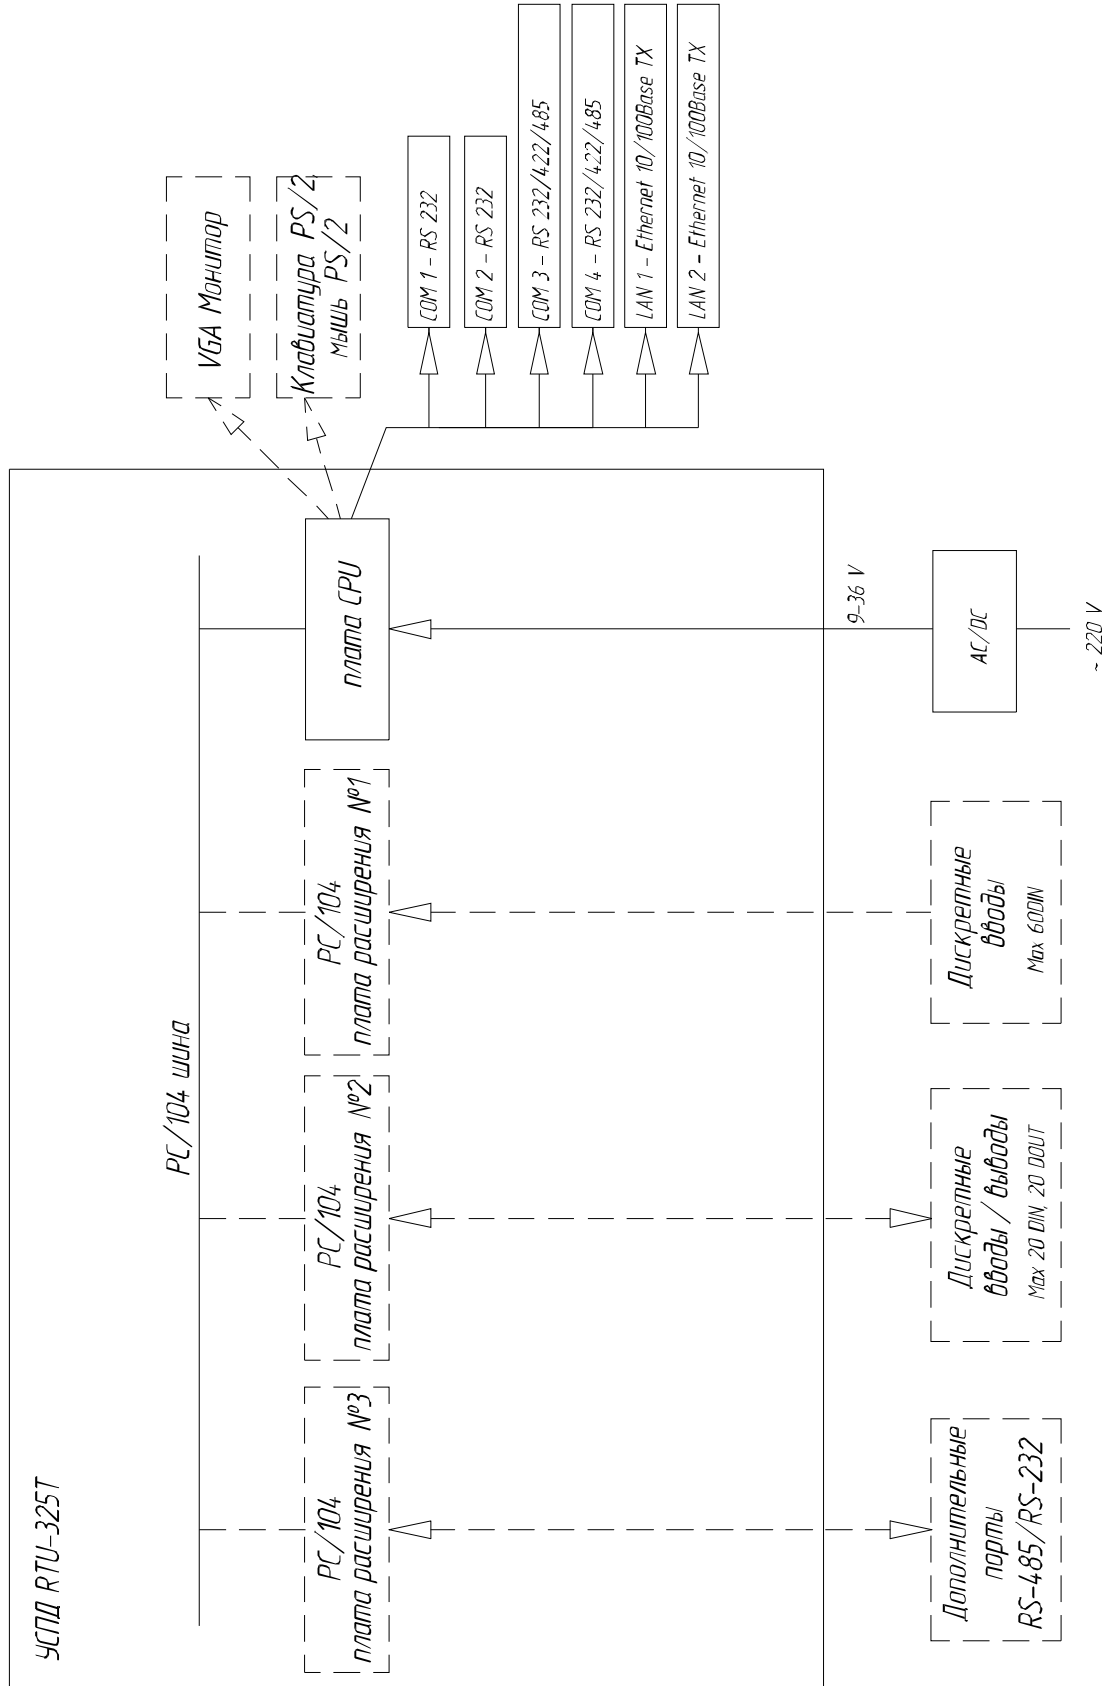 УСПД RTU-325T
PC/104 шина
PC/104
плата расширения №3
PC/104
плата расширения №2
PC/104
плата расширения №1
плата CPU
VGA Монитор
Клавиатура PS/2,
мышь PS/2
COM 1 - RS 232
COM 2 - RS 232
COM 3 - RS 232/422/485
COM 4 - RS 232/422/485
LAN 1 - Ethernet 10/100Base TX
LAN 2 - Ethernet 10/100Base TX
9-36 V
Дополнительные
порты
RS-485/RS-232
Дискретные
вводы / выводы
Max 20 DIN, 20 DOUT
Дискретные
вводы
Max 60DIN
AC/DC
~ 220 V